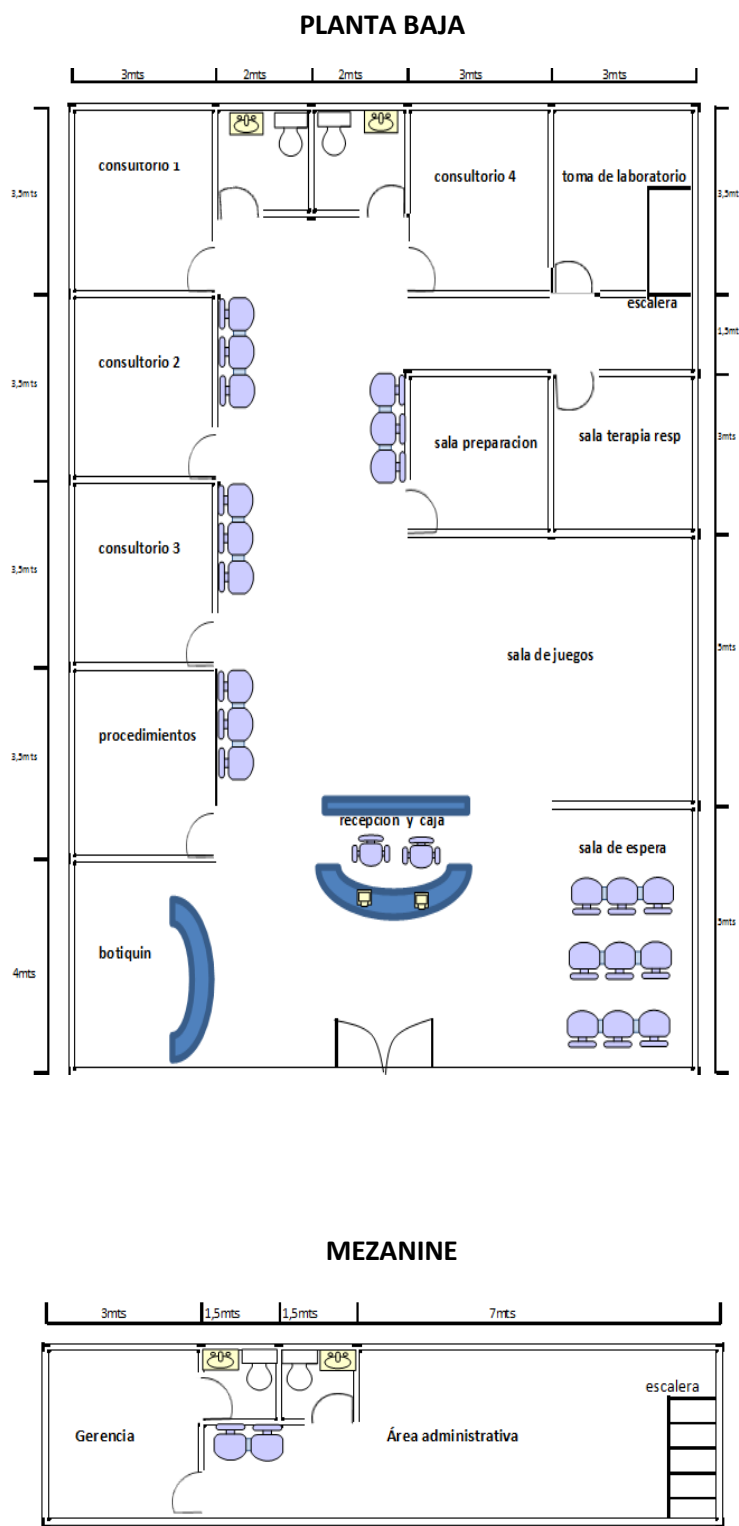 PLANTA BAJA
3mts 2mts 2mts 3mts 3mts
consultorio 1
consultorio 4
toma de laboratorio
3,5mts
3,5mt
escalera
1,5mt
consultorio 2
3,5mts
sala preparacion
sala terapia resp
3mts
consultorio 3
3,5mts
sala de juegos
5mts
procedimientos
3,5mts
recepcion y caja
sala de espera
botiquin
4mts
5mts
MEZANINE
3mts 1,5mts 1,5mts 7mts
escalera
Gerencia
Área administrativa